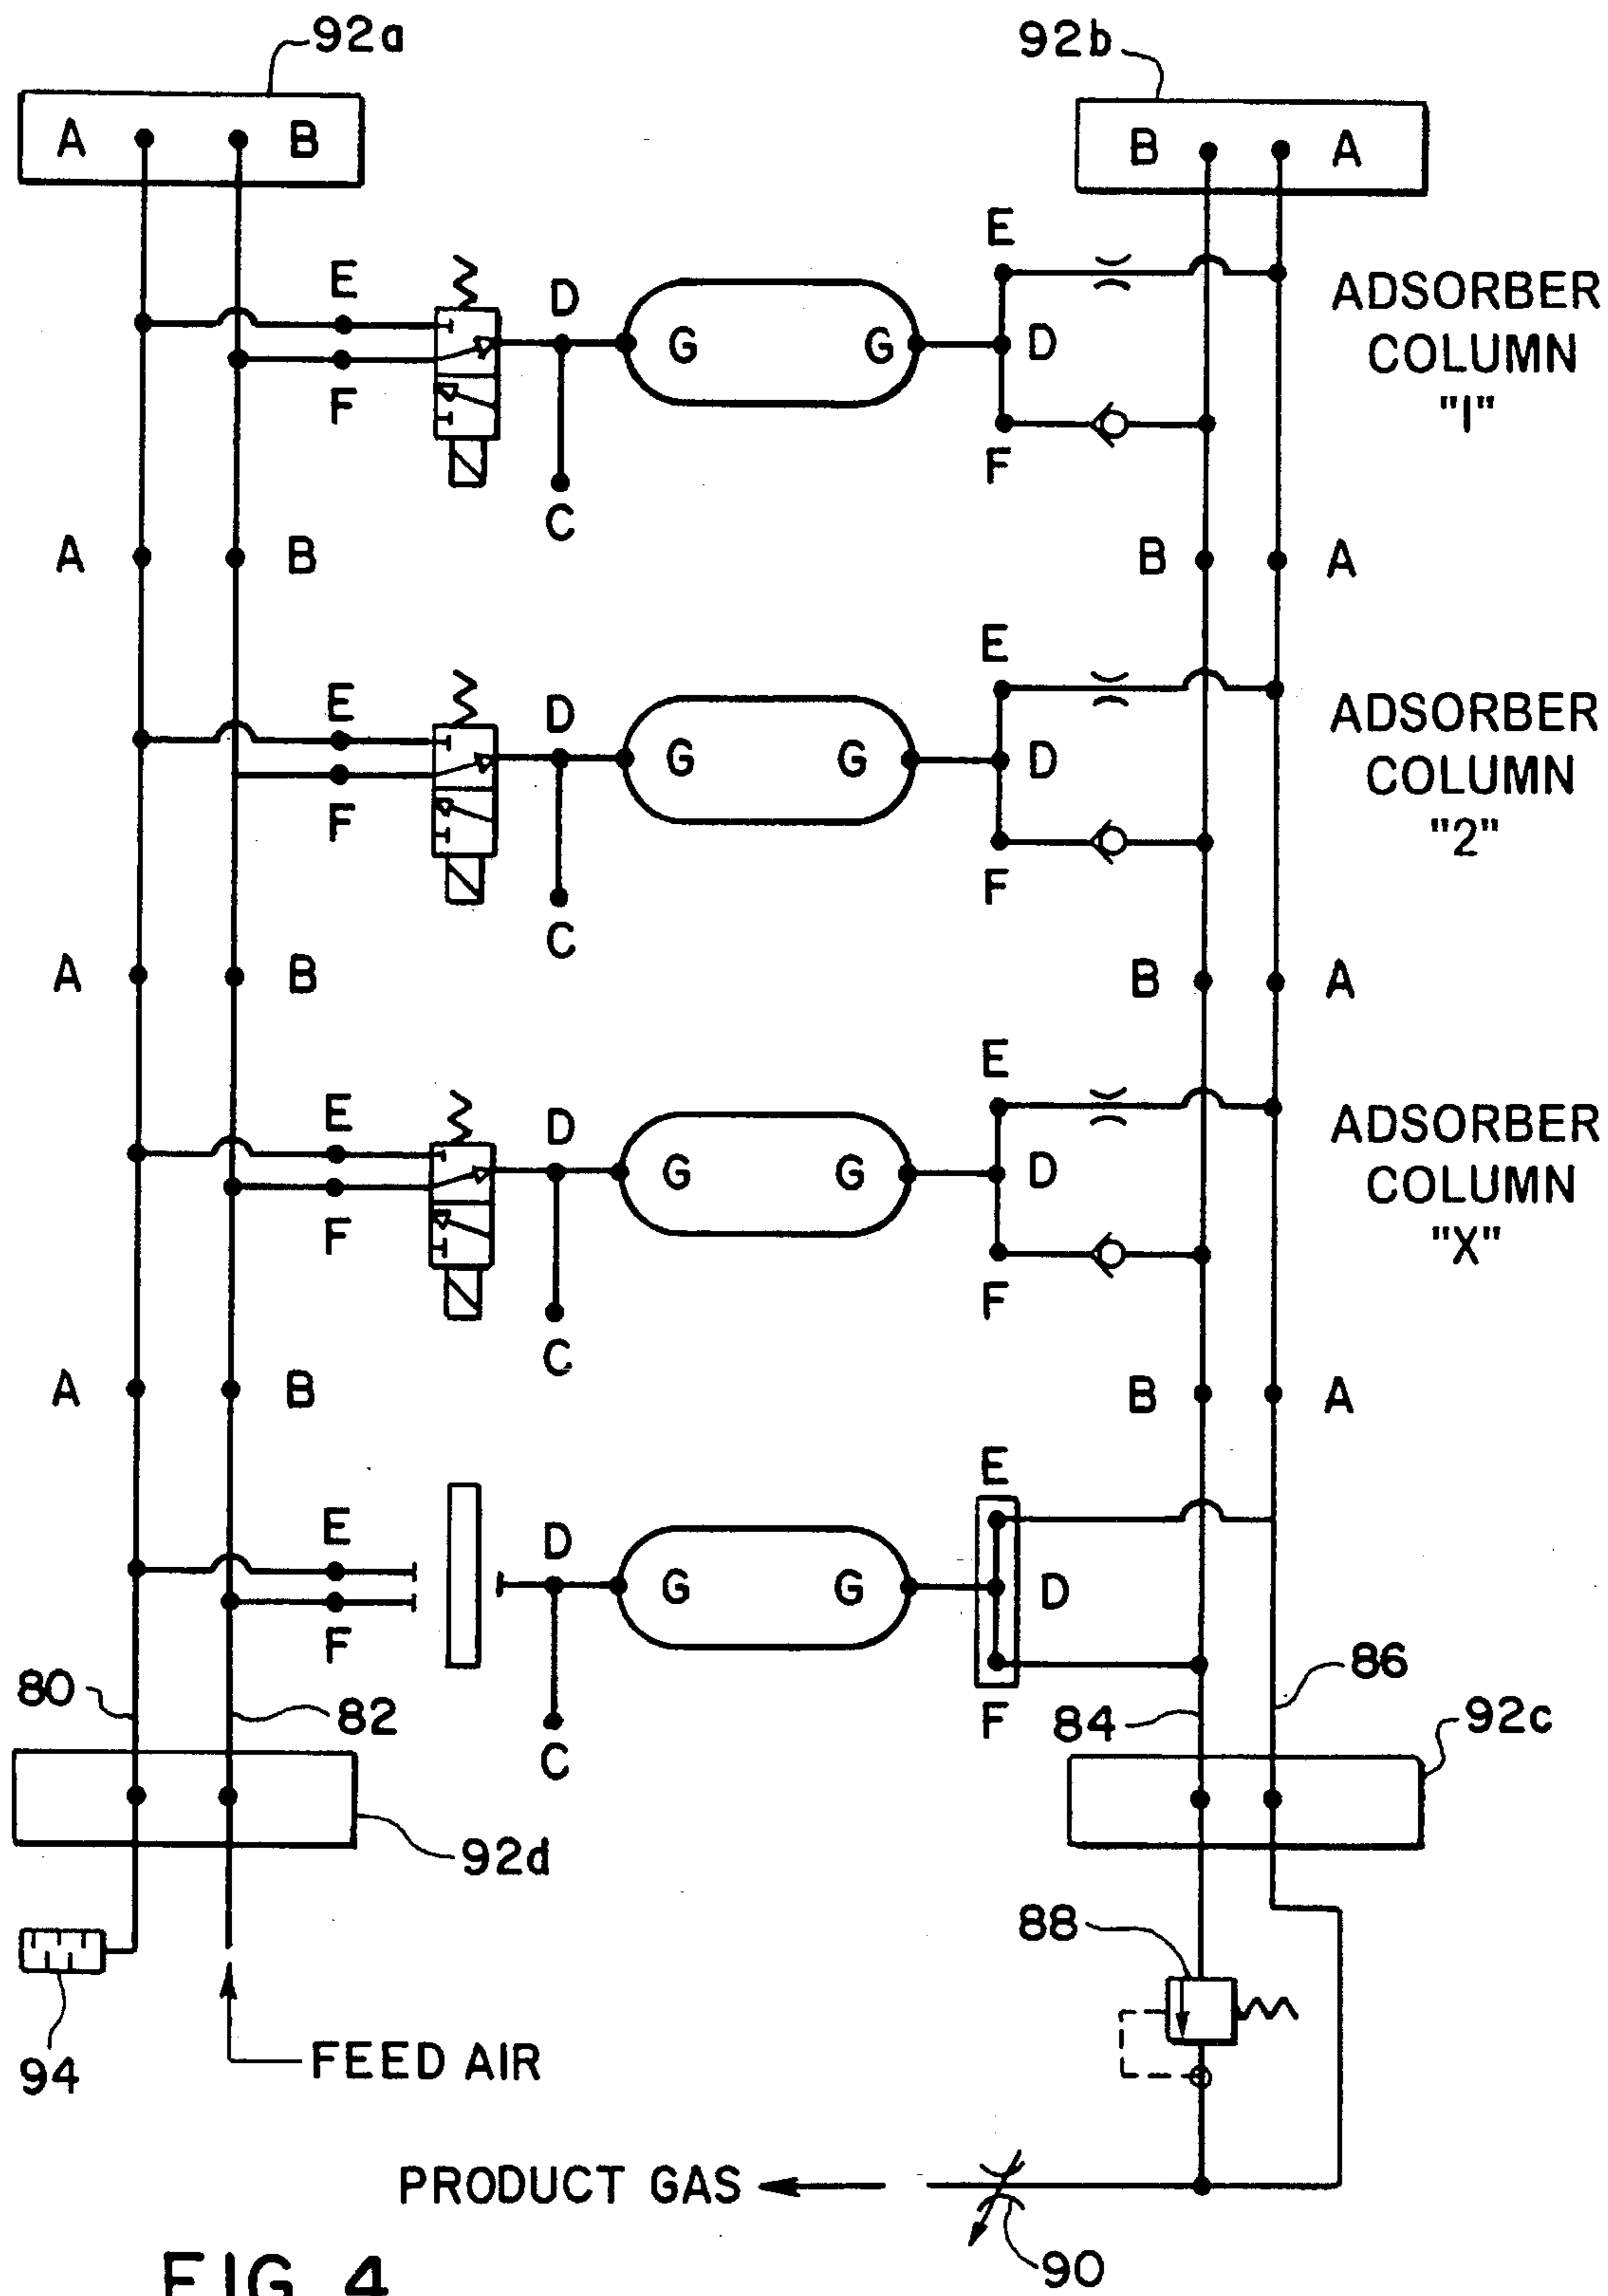 92a
92b
A B
B A
E
E
D
ADSORBER
COLUMN
"1"
G G
D
F
F
C
A B
B A
E
E
D
ADSORBER
COLUMN
"2"
G G
D
F
F
C
A B
B A
E
E
D
ADSORBER
COLUMN
"X"
G G
D
F
F
C
A B
B A
E
E
D
G G
D
F
F
C
80
82
84
86
92c
92d
88
94
FEED AIR
PRODUCT GAS
90
FIG. 4